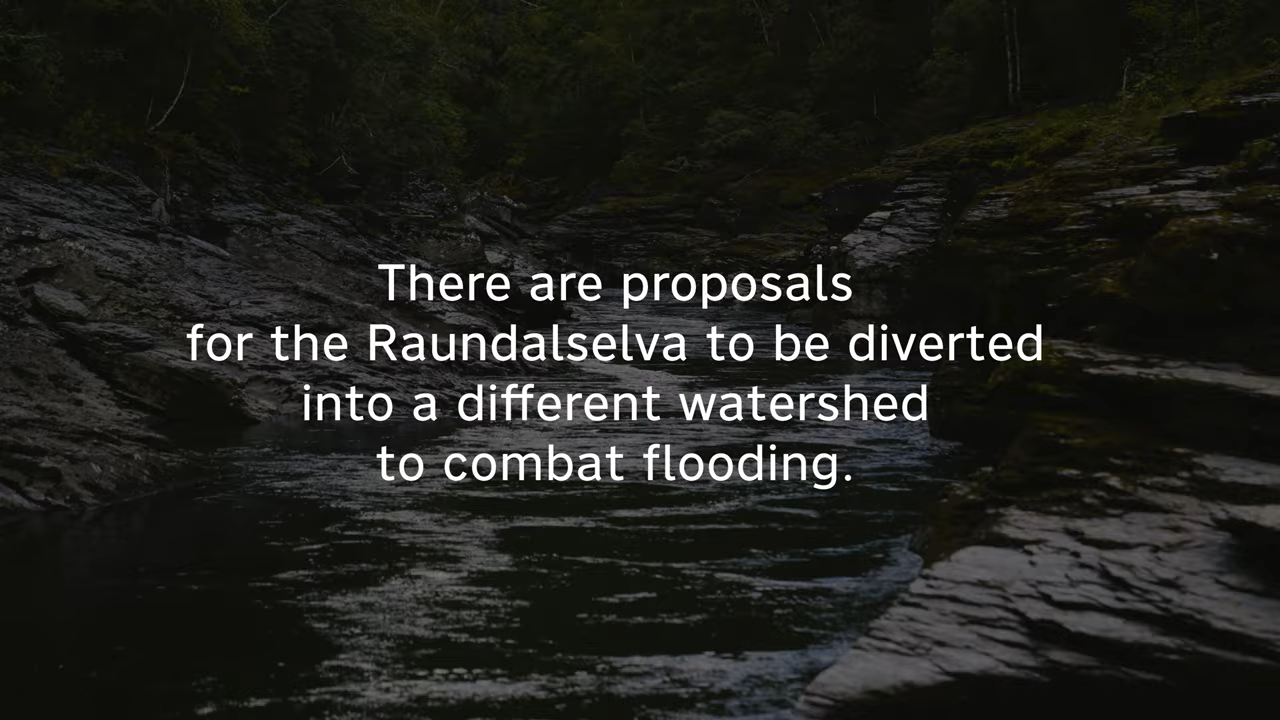 There are proposals
for the Raundalselva to be diverted
into a different watershed
to combat flooding.